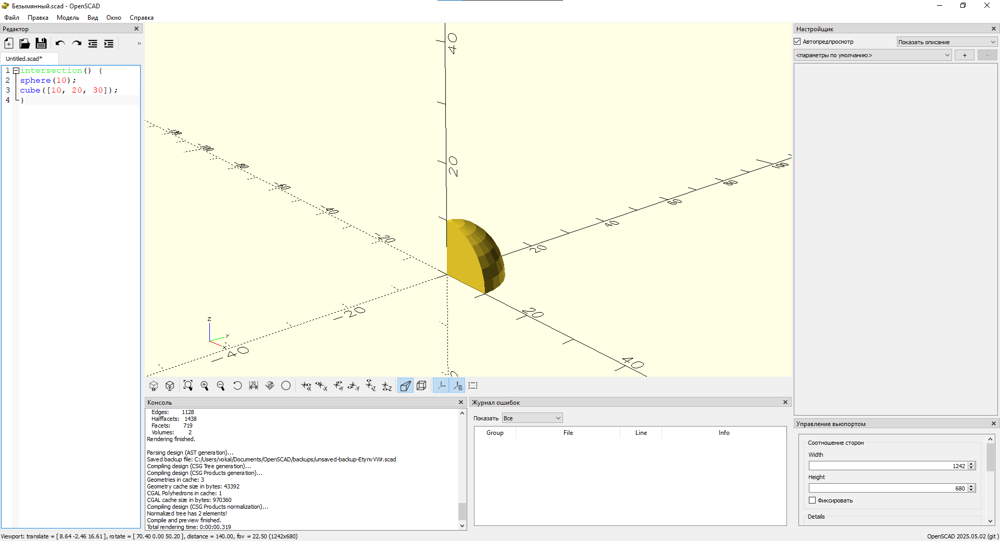 Безымянный.scad - OpenSCAD
Файл Правка Модель Вид Окно Справка
Редактор
»
Untitled.scad*
1 intersection() {
2 sphere(10);
3 cube([10, 20, 30]);
4 }
40
20
100
80
60
40
20
-20
-40
20
40
60
80
100
-20
-40
Z
Y
X
Консоль
Edges: 1128
Halffacets: 1438
Facets: 719
Volumes: 2
Rendering finished.
Parsing design (AST generation)...
Saved backup file: C:/Users/vokal/Documents/OpenSCAD/backups/unsaved-backup-EtynvVWr.scad
Compiling design (CSG Tree generation)...
Compiling design (CSG Products generation)...
Geometries in cache: 3
Geometry cache size in bytes: 43392
CGAL Polyhedrons in cache: 1
CGAL cache size in bytes: 970360
Compiling design (CSG Products normalization)...
Normalized tree has 2 elements!
Compile and preview finished.
Total rendering time: 0:00:00.319
Журнал ошибок
Показать Все
Group File Line Info
Настройщик
Автопредпросмотр Показать описание
<параметры по умолчанию> + -
Управление вьюпортом
Соотношение сторон
Width
1242
Height
680
Фиксировать
Details
Viewport: translate = [ 8.64 -2.46 16.61 ], rotate = [ 70.40 0.00 50.20 ], distance = 140.00, fov = 22.50 (1242x680)
OpenSCAD 2025.05.02 (git )